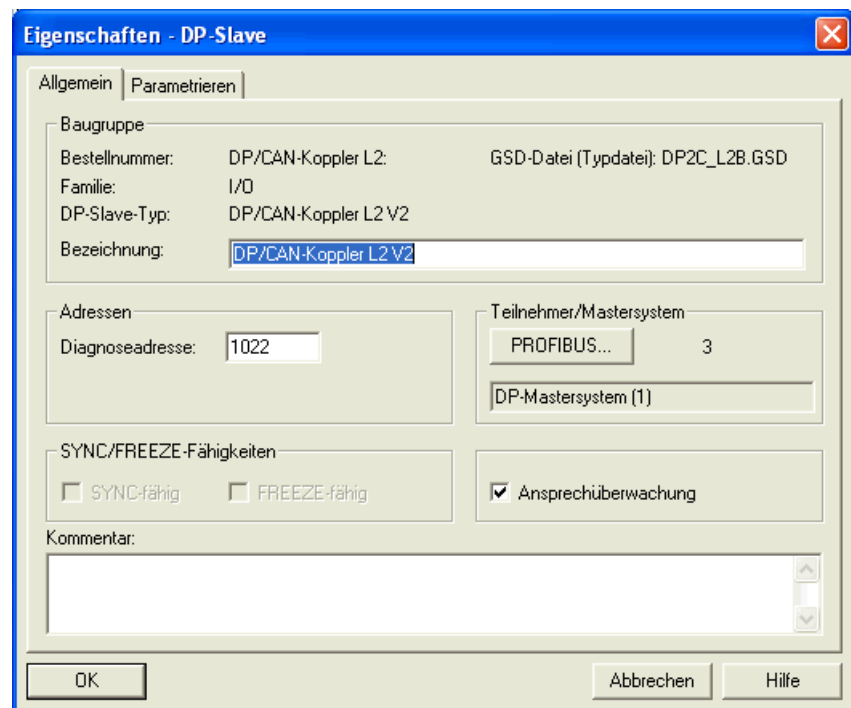 Eigenschaften - DP-Slave
Allgemein Parametrieren
Baugruppe
Bestellnummer: DP/CAN-Koppler L2: GSD-Datei (Typdatei): DP2C_L2B.GSD
Familie: I/O
DP-Slave-Typ: DP/CAN-Koppler L2 V2
Bezeichnung: DP/CAN-Koppler L2 V2
Adressen Teilnehmer/Mastersystem
Diagnoseadresse: 1022 PROFIBUS... 3
DP-Mastersystem (1)
SYNC/FREEZE-Fähigkeiten
SYNC-fähig FREEZE-fähig Ansprechüberwachung
Kommentar:
OK Abbrechen Hilfe